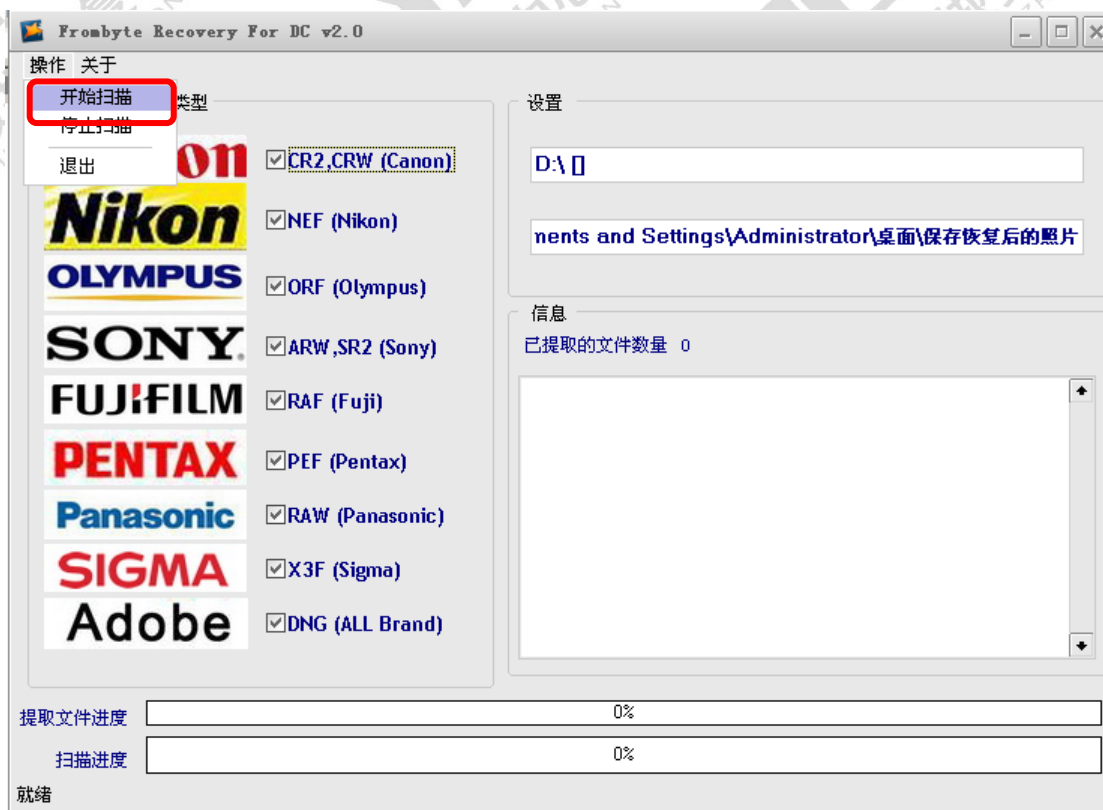 Frombyte Recovery For DC v2.0
操作 关于
开始扫描
停止扫描
退出
类型
CR2,CRW (Canon)
Nikon
NEF (Nikon)
OLYMPUS
ORF (Olympus)
SONY
ARW,SR2 (Sony)
FUJIFILM
RAF (Fuji)
PENTAX
PEF (Pentax)
Panasonic
RAW (Panasonic)
SIGMA
X3F (Sigma)
Adobe
DNG (ALL Brand)
设置
D:\ []
ments and Settings\Administrator\桌面\保存恢复后的照片
信息
已提取的文件数量 0
提取文件进度 0%
扫描进度 0%
就绪